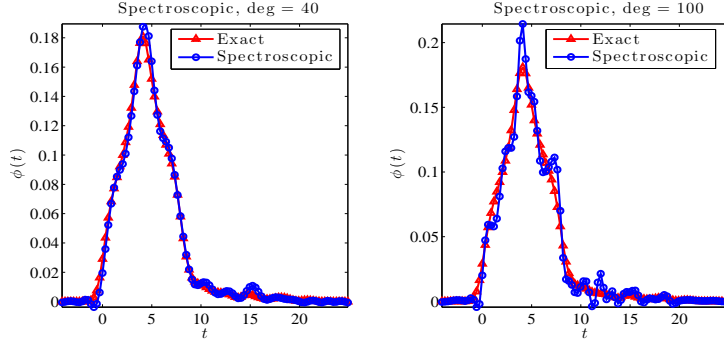 Spectroscopic, deg = 40
0.18
0.16
0.14
0.12
0.1
0.08
0.06
0.04
0.02
0
ϕ(t)
0 5 10 15 20
t
Exact
Spectroscopic
Spectroscopic, deg = 100
0.2
0.15
0.1
0.05
0
ϕ(t)
0 5 10 15 20
t
Exact
Spectroscopic